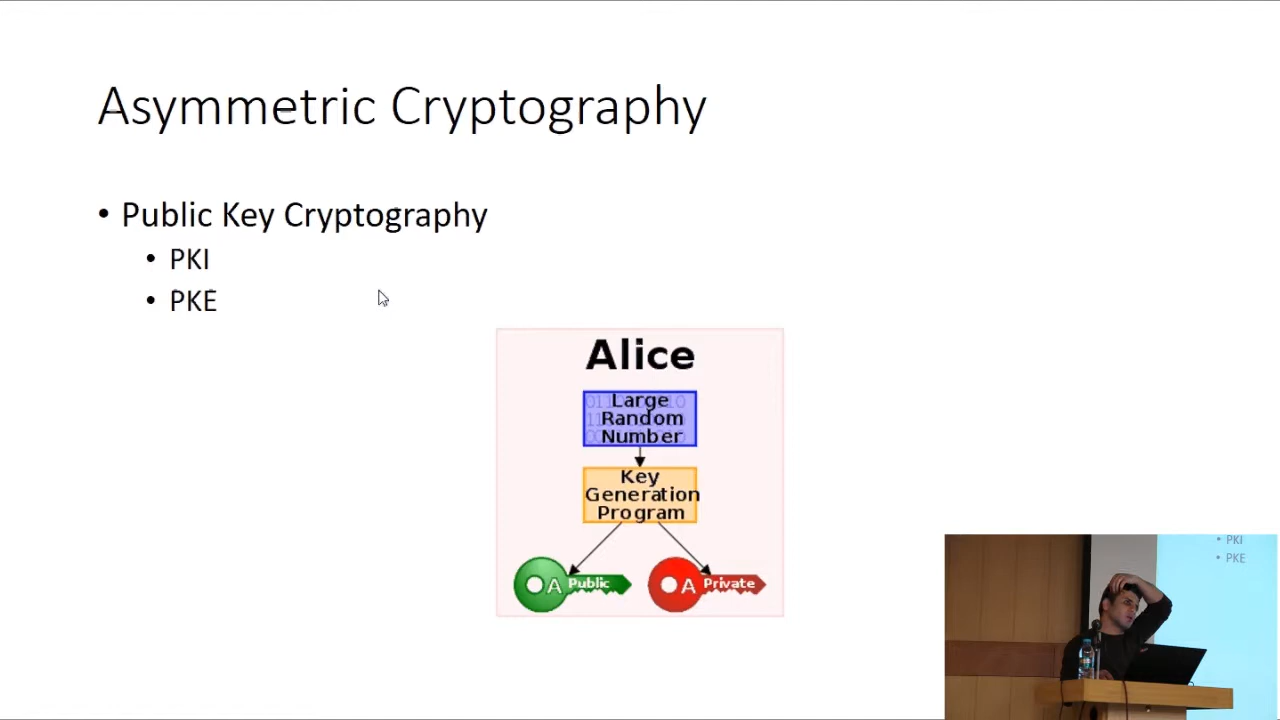 Asymmetric Cryptography
• Public Key Cryptography
• PKI
• PKE
Alice
Large
Random
Number
Key
Generation
Program
A Public
A Private
• PKI
• PKE